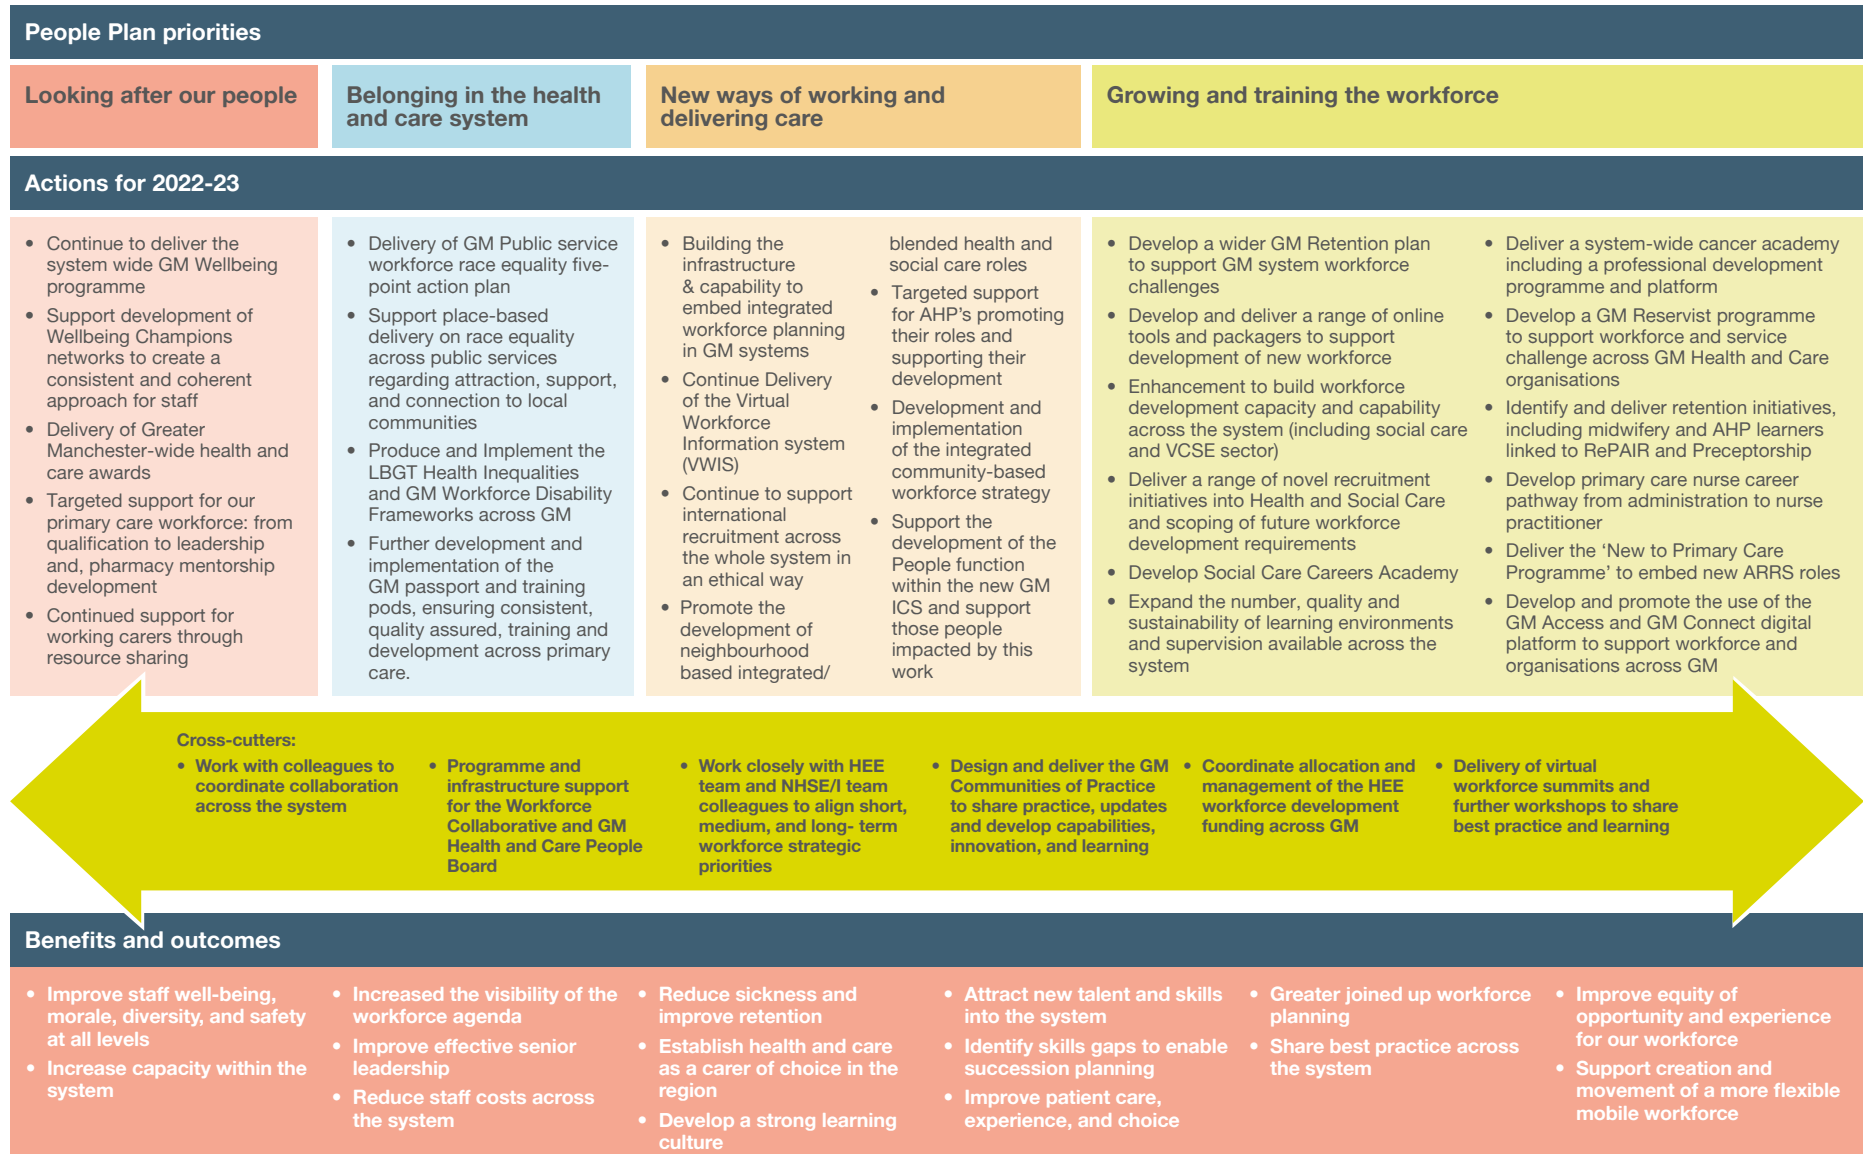 People Plan priorities
Looking after our people
Belonging in the health
and care system
New ways of working and
delivering care
Growing and training the workforce
Actions for 2022-23
• Continue to deliver the
system wide GM Wellbeing
programme
• Support development of
Wellbeing Champions
networks to create a
consistent and coherent
approach for staff
• Delivery of Greater
Manchester-wide health and
care awards
• Targeted support for our
primary care workforce: from
qualification to leadership
and, pharmacy mentorship
development
• Continued support for
working carers through
resource sharing
• Delivery of GM Public service
workforce race equality five-
point action plan
• Support place-based
delivery on race equality
across public services
regarding attraction, support,
and connection to local
communities
• Produce and Implement the
LBGT Health Inequalities
and GM Workforce Disability
Frameworks across GM
• Further development and
implementation of the
GM passport and training
pods, ensuring consistent,
quality assured, training and
development across primary
care.
• Building the
infrastructure
& capability to
embed integrated
workforce planning
in GM systems
• Continue Delivery
of the Virtual
Workforce
Information system
(VWIS)
• Continue to support
international
recruitment across
the whole system in
an ethical way
• Promote the
development of
neighbourhood
based integrated/
blended health and
social care roles
• Targeted support
for AHP's promoting
their roles and
supporting their
development
• Development and
implementation
of the integrated
community-based
workforce strategy
• Support the
development of the
People function
within the new GM
ICS and support
those people
impacted by this
work
• Develop a wider GM Retention plan
to support GM system workforce
challenges
• Develop and deliver a range of online
tools and packagers to support
development of new workforce
• Enhancement to build workforce
development capacity and capability
across the system (including social care
and VCSE sector)
• Deliver a range of novel recruitment
initiatives into Health and Social Care
and scoping of future workforce
development requirements
• Develop Social Care Careers Academy
• Expand the number, quality and
sustainability of learning environments
and supervision available across the
system
• Deliver a system-wide cancer academy
including a professional development
programme and platform
• Develop a GM Reservist programme
to support workforce and service
challenge across GM Health and Care
organisations
• Identify and deliver retention initiatives,
including midwifery and AHP learners
linked to RePAIR and Preceptorship
• Develop primary care nurse career
pathway from administration to nurse
practitioner
• Deliver the ‘New to Primary Care
Programme’ to embed new ARRS roles
• Develop and promote the use of the
GM Access and GM Connect digital
platform to support workforce and
organisations across GM
Cross-cutters:
• Work with colleagues to
coordinate collaboration
across the system
• Programme and
infrastructure support
for the Workforce
Collaborative and GM
Health and Care People
Board
• Work closely with HEE
team and NHSE/I team
colleagues to align short,
medium, and long- term
workforce strategic
priorities
• Design and deliver the GM
Communities of Practice
to share practice, updates
and develop capabilities,
innovation, and learning
• Coordinate allocation and
management of the HEE
workforce development
funding across GM
• Delivery of virtual
workforce summits and
further workshops to share
best practice and learning
Benefits and outcomes
• Improve staff well-being,
morale, diversity, and safety
at all levels
• Increase capacity within the
system
• Increased the visibility of the
workforce agenda
• Improve effective senior
leadership
• Reduce staff costs across
the system
• Reduce sickness and
improve retention
• Establish health and care
as a carer of choice in the
region
• Develop a strong learning
culture
• Attract new talent and skills
into the system
• Identify skills gaps to enable
succession planning
• Improve patient care,
experience, and choice
• Greater joined up workforce
planning
• Share best practice across
the system
• Improve equity of
opportunity and experience
for our workforce
• Support creation and
movement of a more flexible
mobile workforce